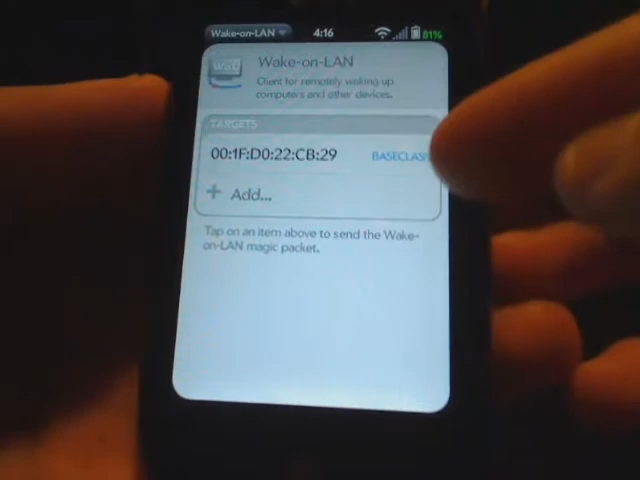 Wake-on-LAN 4:16 81%
WoL
Wake-on-LAN
Client for remotely waking up
computers and other devices.
TARGETS
00:1F:D0:22:CB:29
+ Add...
Tap on an item above to send the Wake-
on-LAN magic packet.